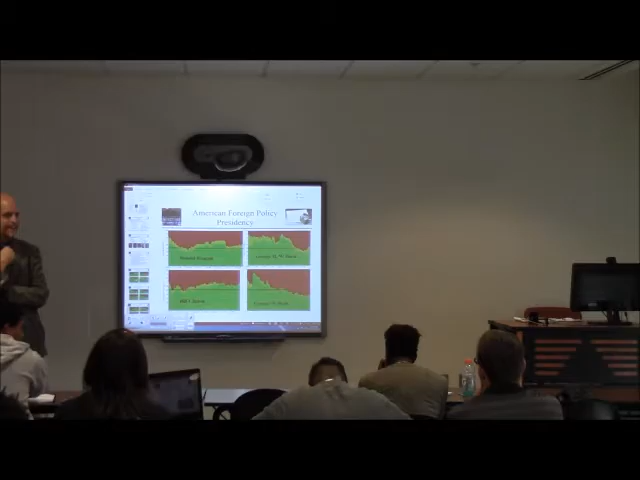 American Foreign Policy
Presidency
Ronald Reagan
George H. W. Bush
Bill Clinton
George W. Bush